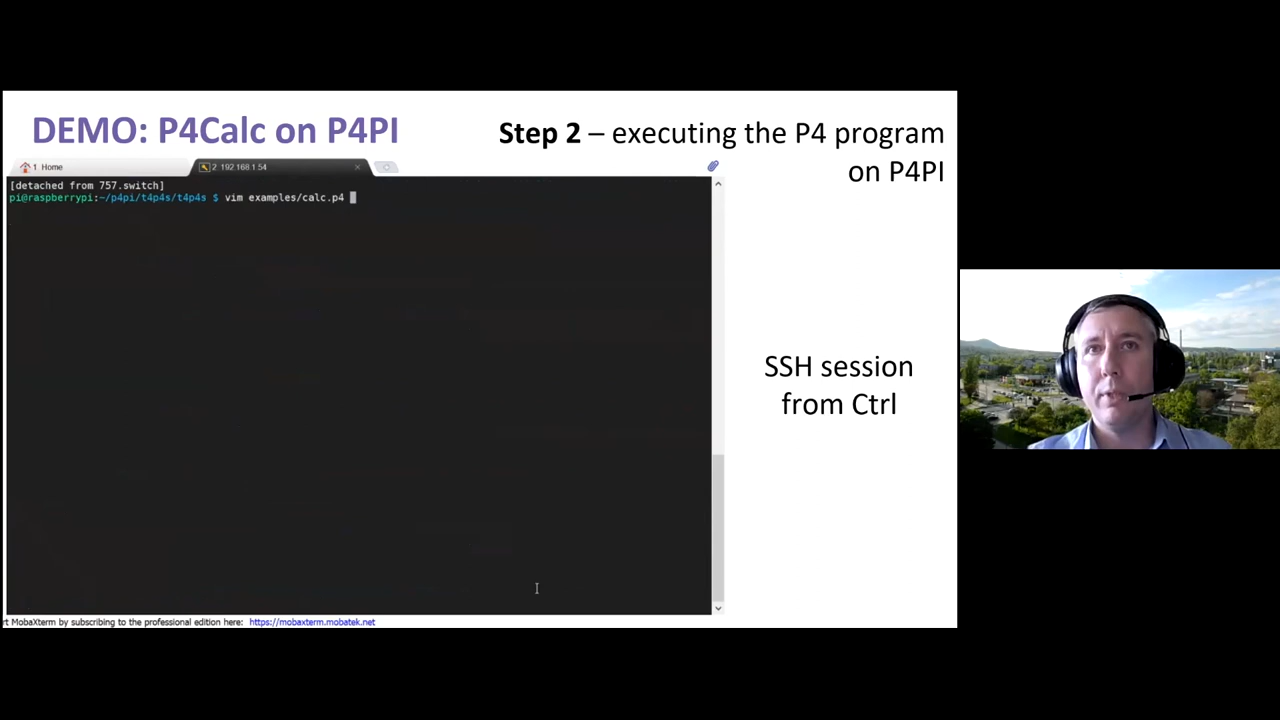 DEMO: P4Calc on P4PI
Step 2 – executing the P4 program
on P4PI
1 Home
2. 192.168.1.54
[detached from 757.switch]
pi@raspberrypi:~/p4pi/t4p4s/t4p4s $ vim examples/calc.p4
SSH session
from Ctrl
rt MobaXterm by subscribing to the professional edition here: https://mobaxterm.mobatek.net